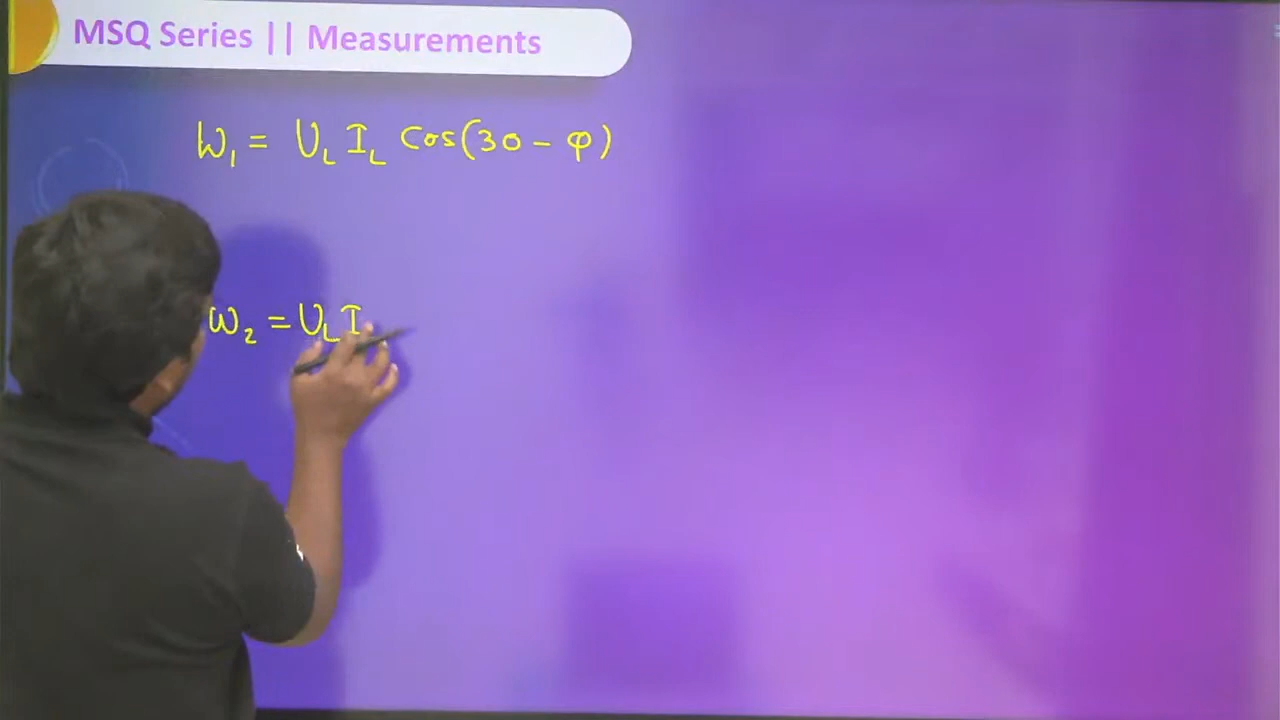 MSQ Series || Measurements
W₁ = V_L I_L Cos(30 - φ)
W₂ = V_L I